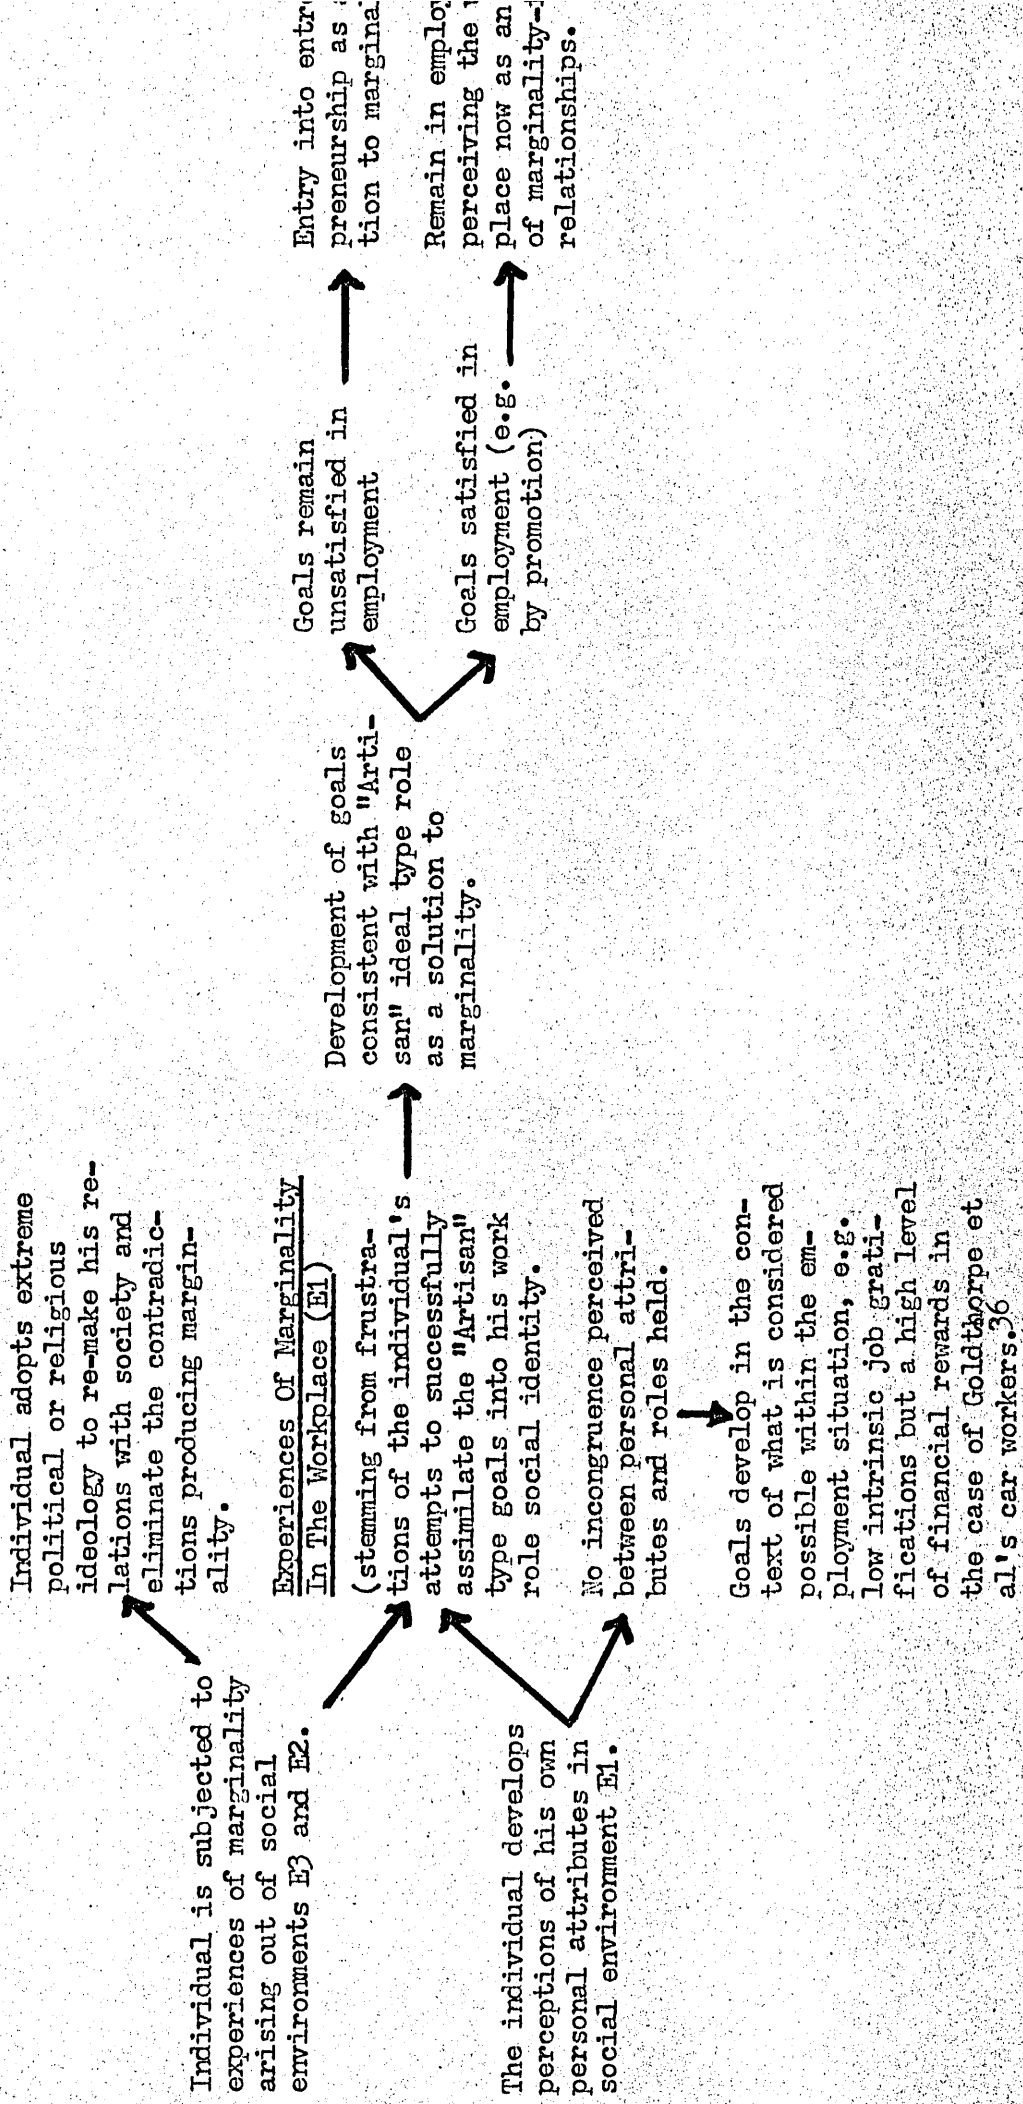 Individual adopts extreme
political or religious
ideology to re-make his re-
lations with society and
eliminate the contradic-
tions producing margin-
ality.
Individual is subjected to
experiences of marginality
arising out of social
environments E3 and E2.
Experiences Of Marginality
In The Workplace (E1)
(stemming from frustra-
tions of the individual's
attempts to successfully
assimilate the "Artisan"
type goals into his work
role social identity.
The individual develops
perceptions of his own
personal attributes in
social environment E1.
No incongruence perceived
between personal attri-
butes and roles held.
Goals develop in the con-
text of what is considered
possible within the em-
ployment situation, e.g.
low intrinsic job grati-
fications but a high level
of financial rewards in
the case of Goldthorpe et
al's car workers.36
Development of goals
consistent with "Arti-
san" ideal type role
as a solution to
marginality.
Goals remain
unsatisfied in
employment
Goals satisfied in
employment (e.g.
by promotion)
Entry into entr
preneurship as
tion to margina
Remain in emplo
perceiving the
place now as an
of marginality-
relationships.